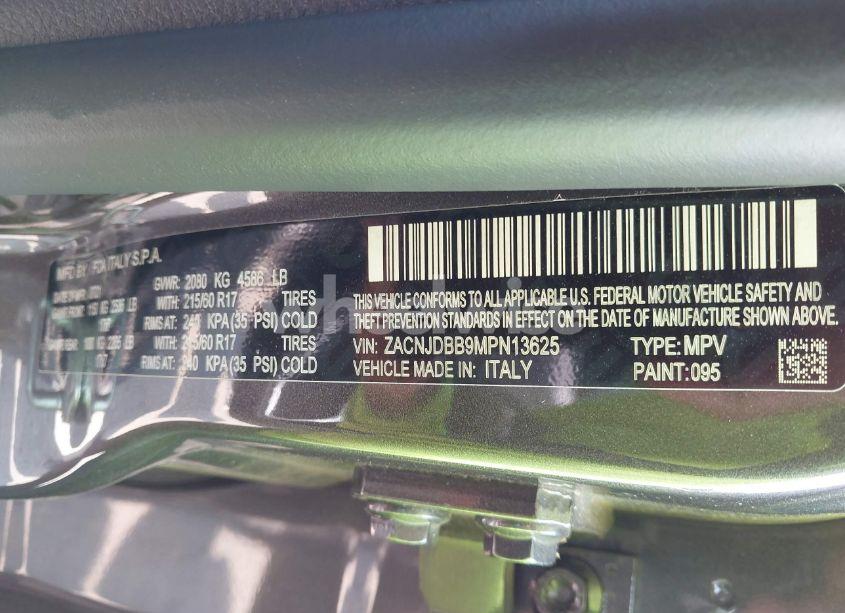 MFD BY: FCA ITALY S.P.A.
GVWR: 2080 KG 4586 LB
WITH: 215/60 R17 TIRES
RIMS AT: 240 KPA (35 PSI) COLD
WITH: 215/60 R17 TIRES
RIMS AT: 240 KPA (35 PSI) COLD
THIS VEHICLE CONFORMS TO ALL APPLICABLE U.S. FEDERAL MOTOR VEHICLE SAFETY AND
THEFT PREVENTION STANDARDS IN EFFECT ON THE DATE OF MANUFACTURE SHOWN ABOVE.
VIN: ZACNJDBB9MPN13625 TYPE: MPV
VEHICLE MADE IN: ITALY PAINT: 095